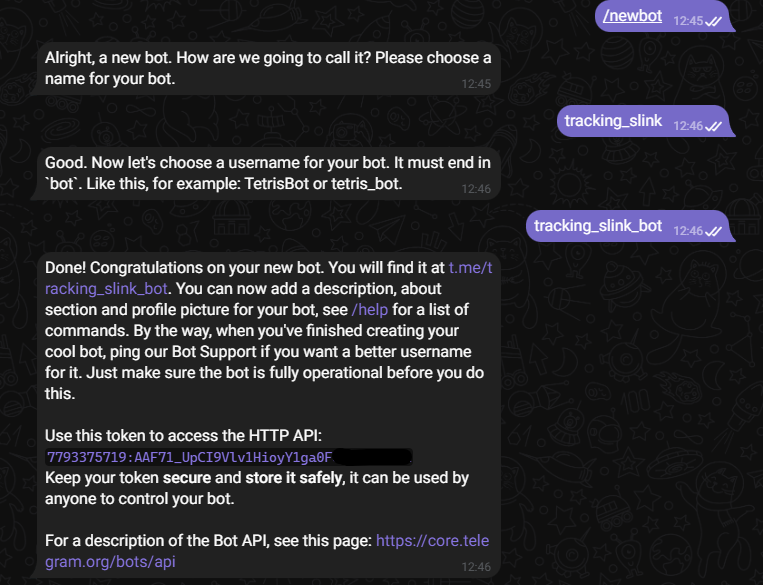 /newbot 12:45
Alright, a new bot. How are we going to call it? Please choose a
name for your bot. 12:45
tracking_slink 12:46
Good. Now let's choose a username for your bot. It must end in
`bot`. Like this, for example: TetrisBot or tetris_bot. 12:46
tracking_slink_bot 12:46
Done! Congratulations on your new bot. You will find it at t.me/t
racking_slink_bot. You can now add a description, about
section and profile picture for your bot, see /help for a list of
commands. By the way, when you've finished creating your
cool bot, ping our Bot Support if you want a better username
for it. Just make sure the bot is fully operational before you do
this.
Use this token to access the HTTP API:
7793375719:AAF71_UpCI9Vlv1HioyY1ga0F
Keep your token secure and store it safely, it can be used by
anyone to control your bot.
For a description of the Bot API, see this page: https://core.tele
gram.org/bots/api 12:46